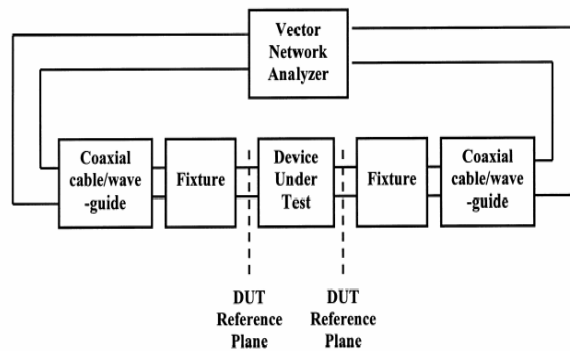 Vector
Network
Analyzer
Coaxial
cable/wave
-guide
Fixture
Device
Under
Test
Fixture
Coaxial
cable/wave
-guide
DUT
Reference
Plane
DUT
Reference
Plane